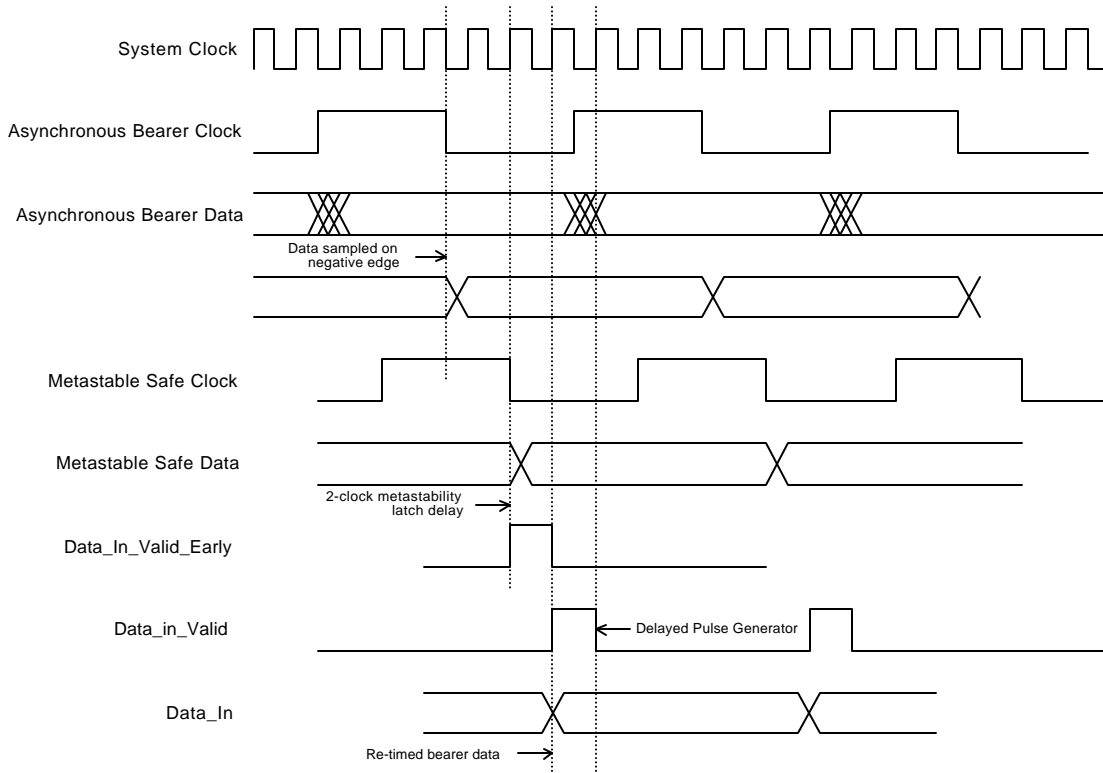 System Clock
Asynchronous Bearer Clock
Asynchronous Bearer Data
Data sampled on
negative edge
Metastable Safe Clock
Metastable Safe Data
2-clock metastability
latch delay
Data_In_Valid_Early
Data_in_Valid
Delayed Pulse Generator
Data_In
Re-timed bearer data